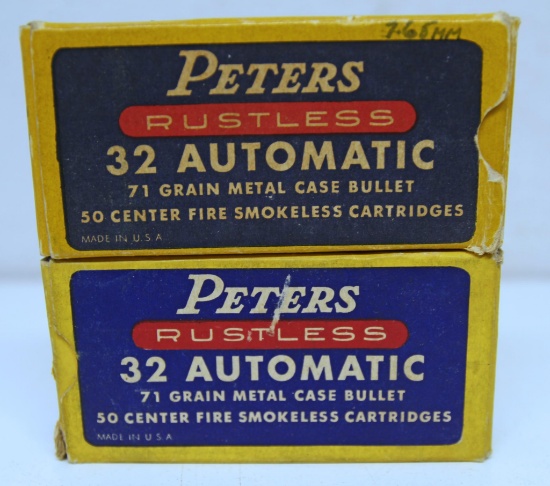 7.65MM
PETERS
RUSTLESS
32 AUTOMATIC
71 GRAIN METAL CASE BULLET
50 CENTER FIRE SMOKELESS CARTRIDGES
MADE IN U.S.A.
PETERS
RUSTLESS
32 AUTOMATIC
71 GRAIN METAL CASE BULLET
50 CENTER FIRE SMOKELESS CARTRIDGES
MADE IN U.S.A